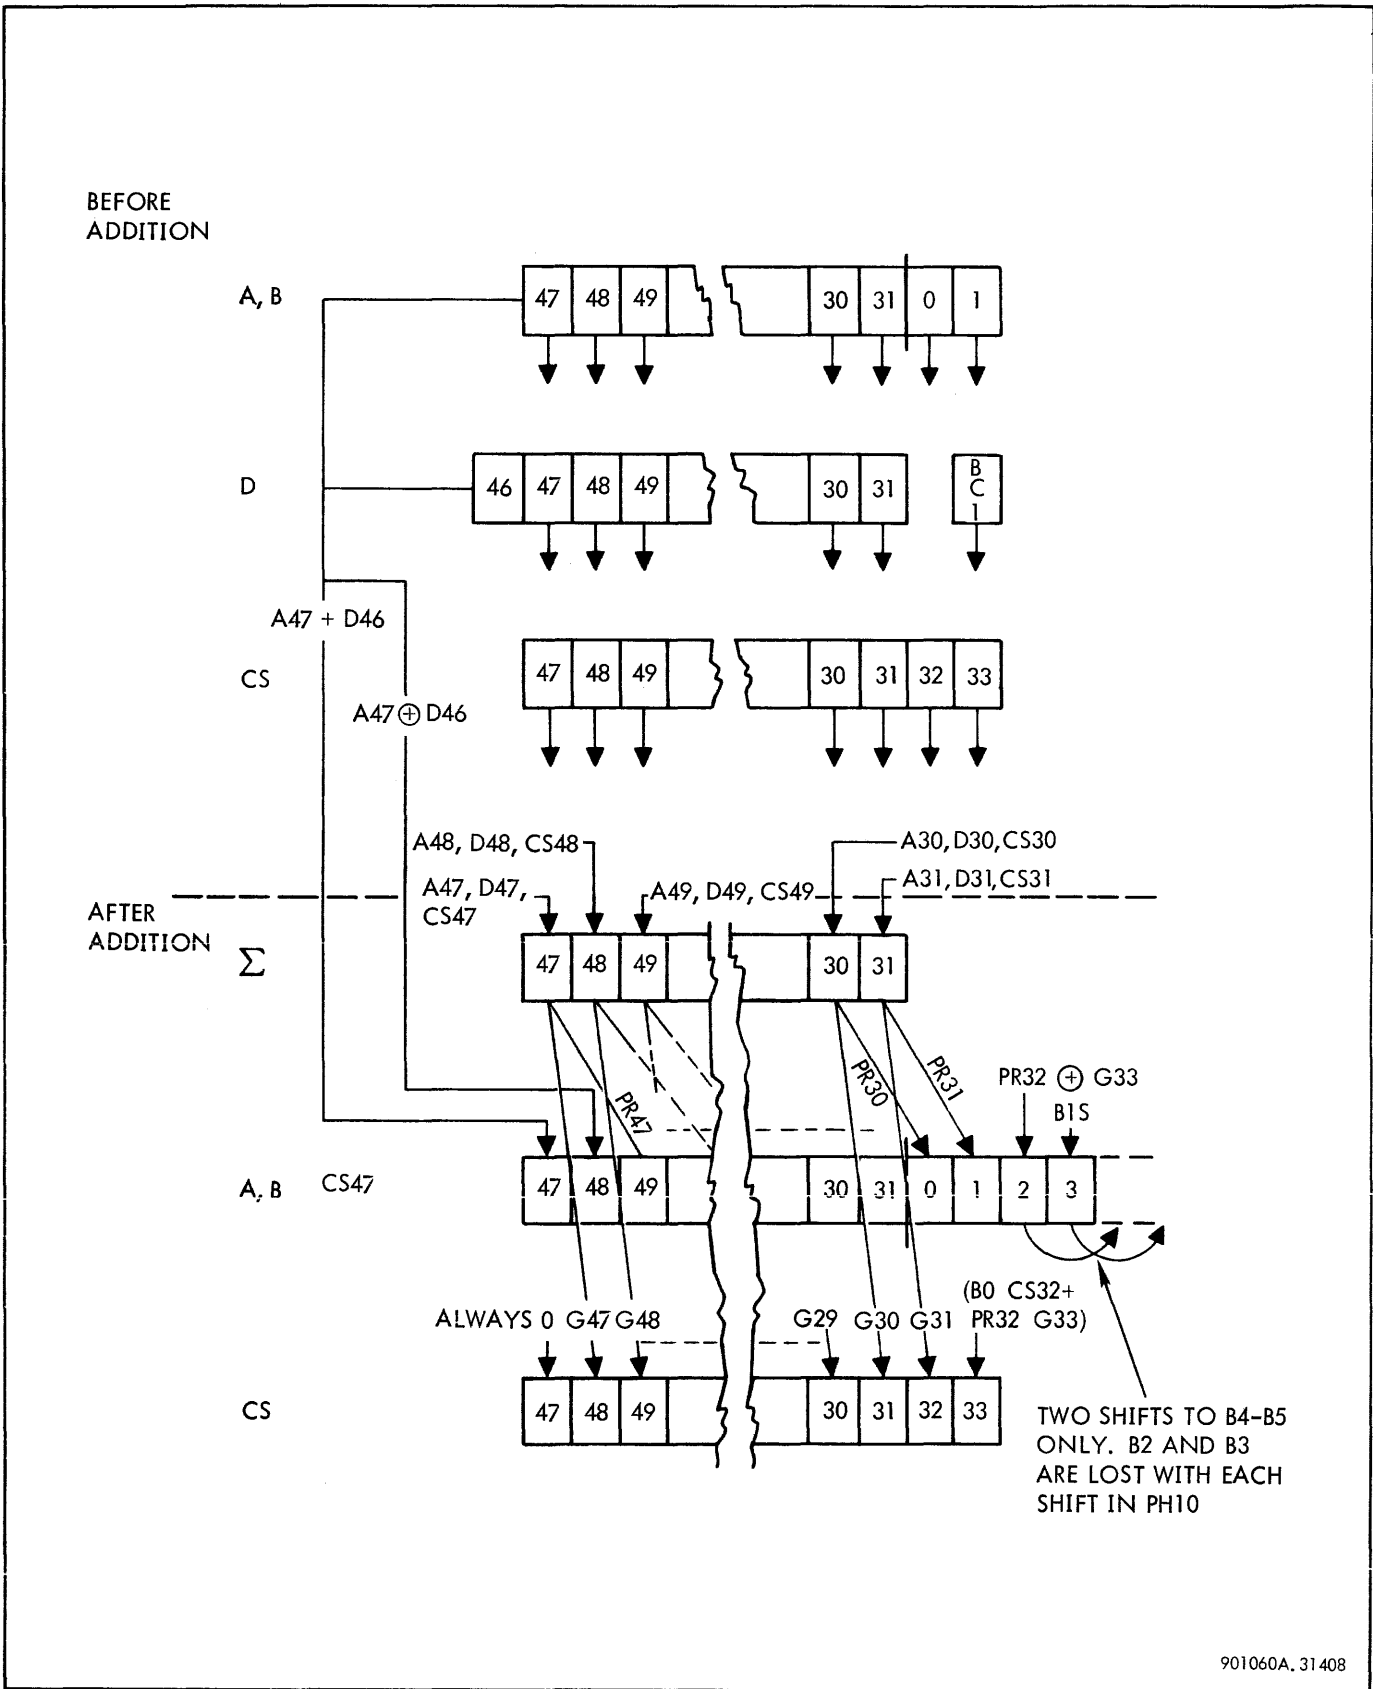 BEFORE
ADDITION
A, B
47 48 49 30 31 0 1
D
46 47 48 49 30 31 B C 1
A47 + D46
CS
47 48 49 30 31 32 33
A47 ⊕ D46
A48, D48, CS48
A30, D30, CS30
A47, D47,
CS47
A49, D49, CS49
A31, D31, CS31
AFTER
ADDITION
Σ
47 48 49 30 31
PR47
PR30
PR31
PR32 ⊕ G33
B1S
A, B
CS47
47 48 49 30 31 0 1 2 3
ALWAYS 0 G47 G48 G29 G30 G31
(B0 CS32+
PR32 G33)
CS
47 48 49 30 31 32 33
TWO SHIFTS TO B4-B5
ONLY. B2 AND B3
ARE LOST WITH EACH
SHIFT IN PH10
901060A. 31408